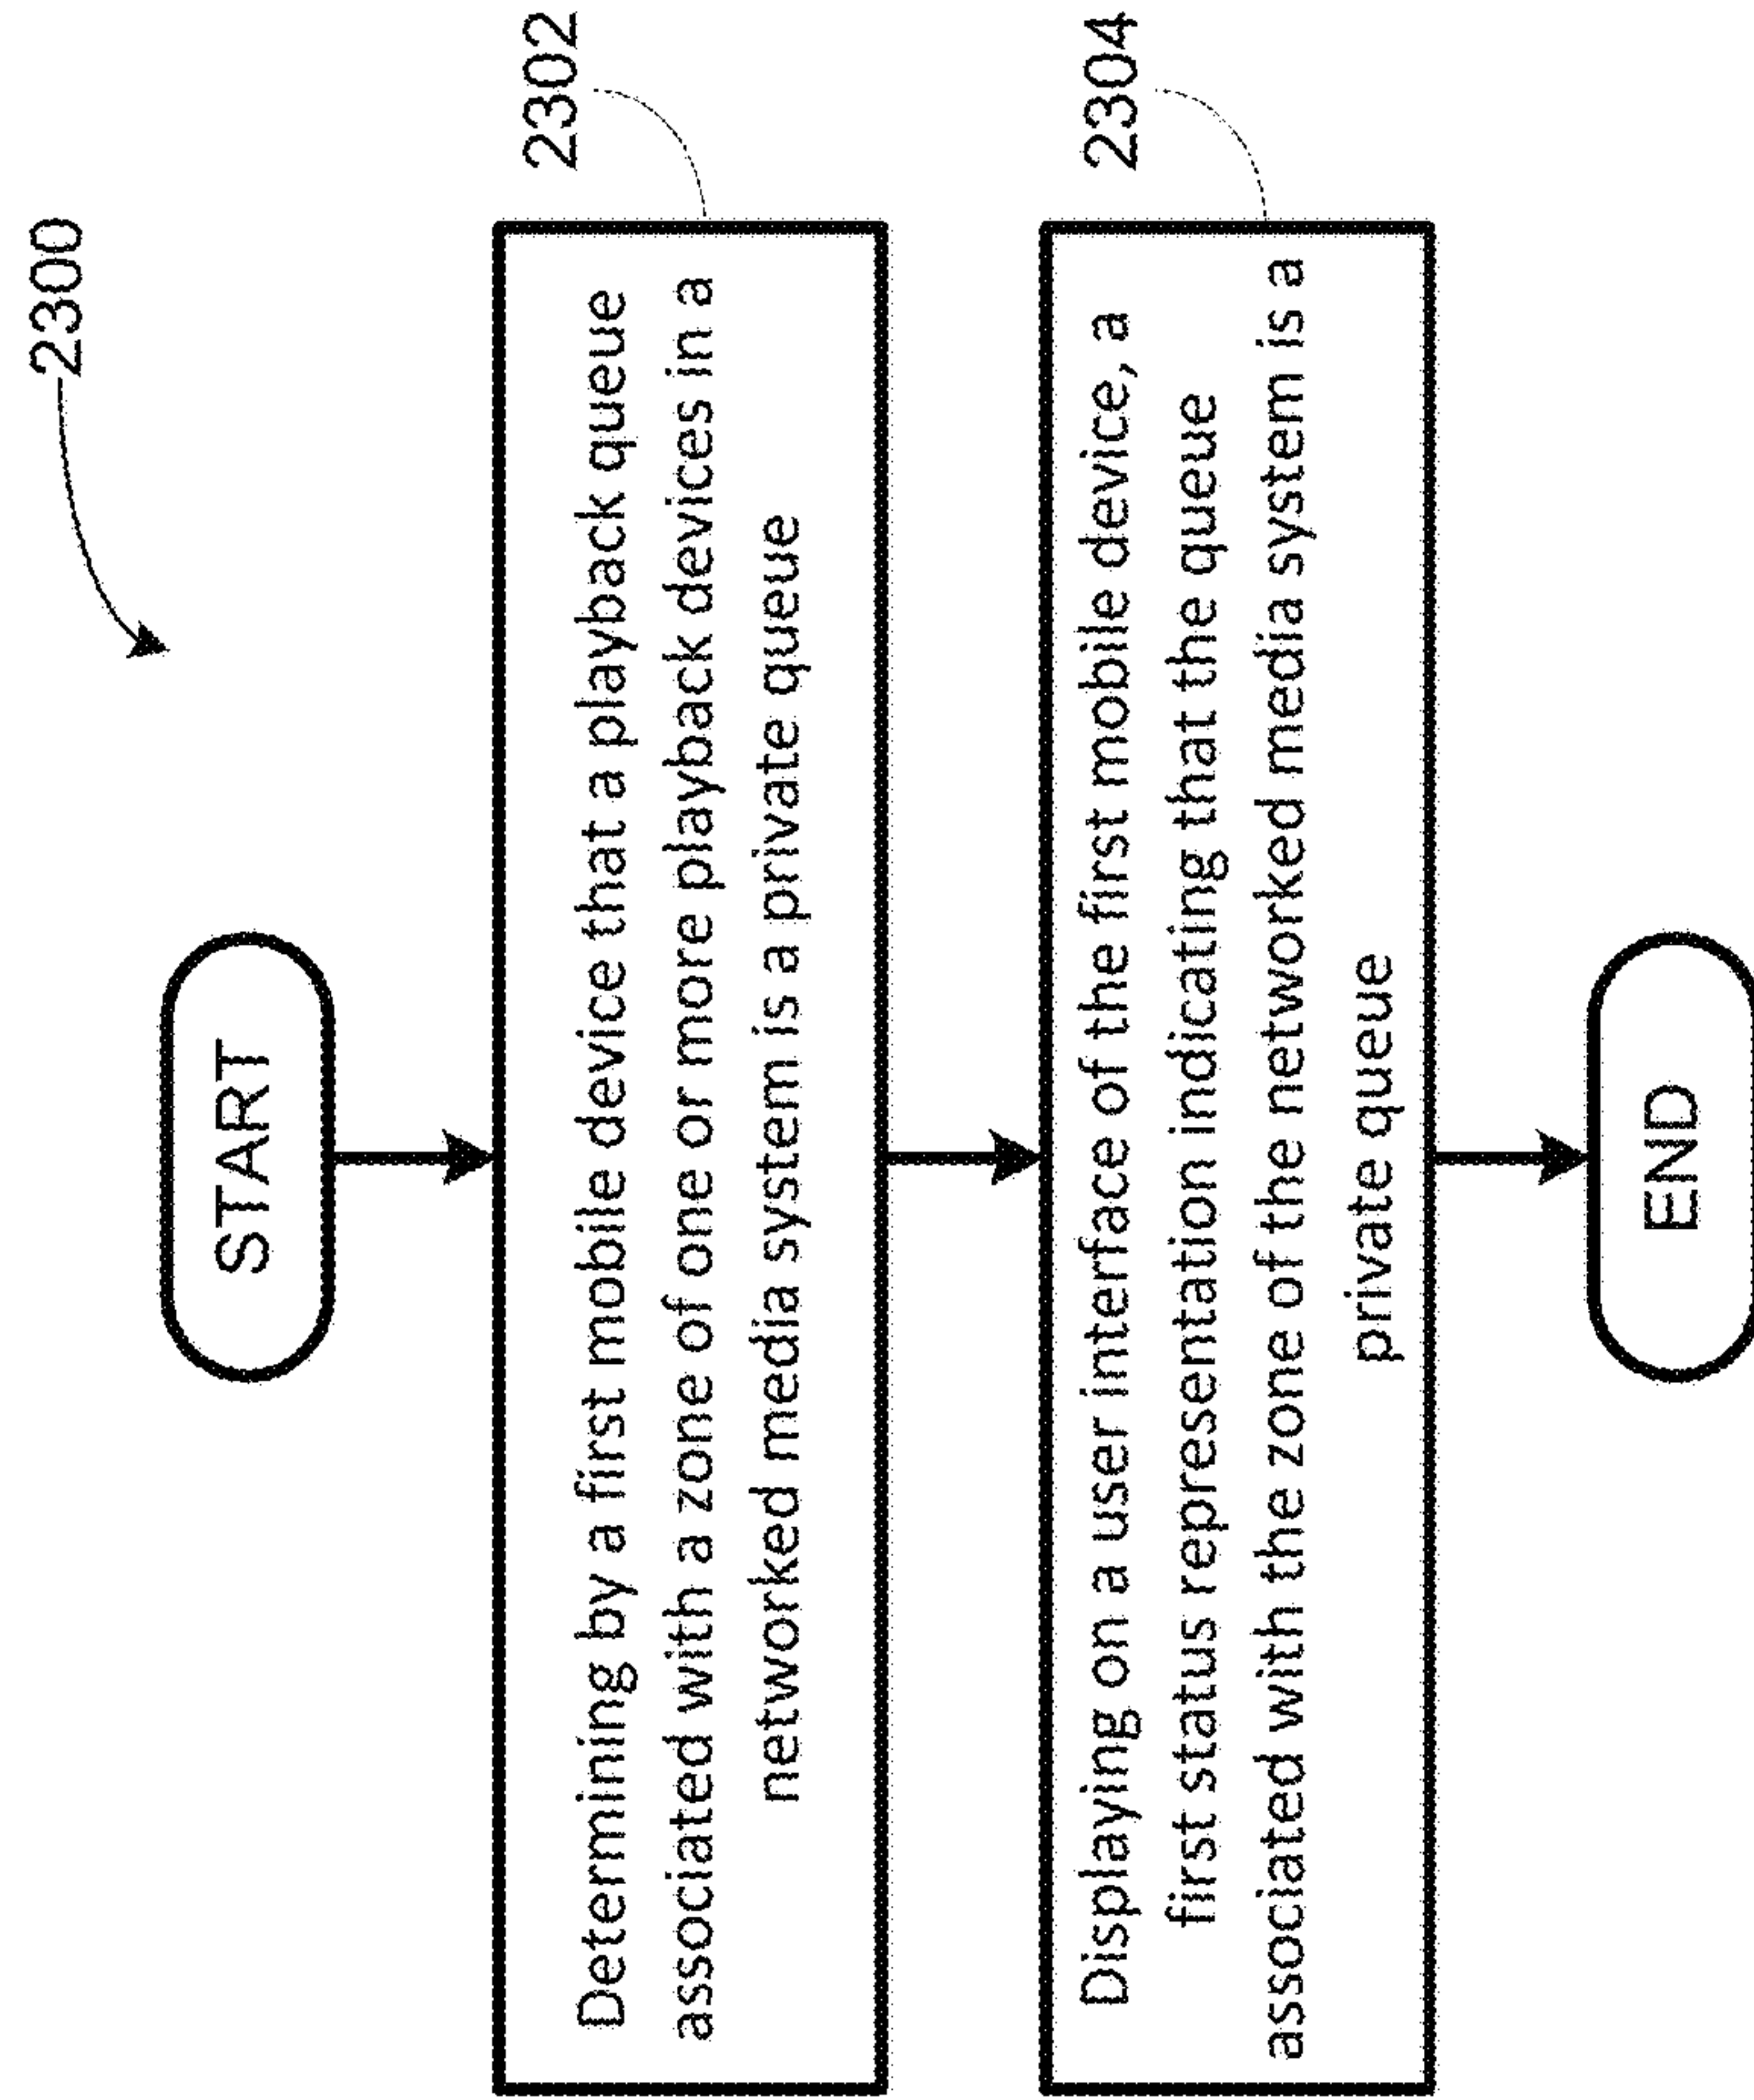 2300
START
Determining by a first mobile device that a playback queue
associated with a zone of one or more playback devices in a
networked media system is a private queue
2302
Displaying on a user interface of the first mobile device, a
first status representation indicating that the queue
associated with the zone of the networked media system is a
private queue
2304
END